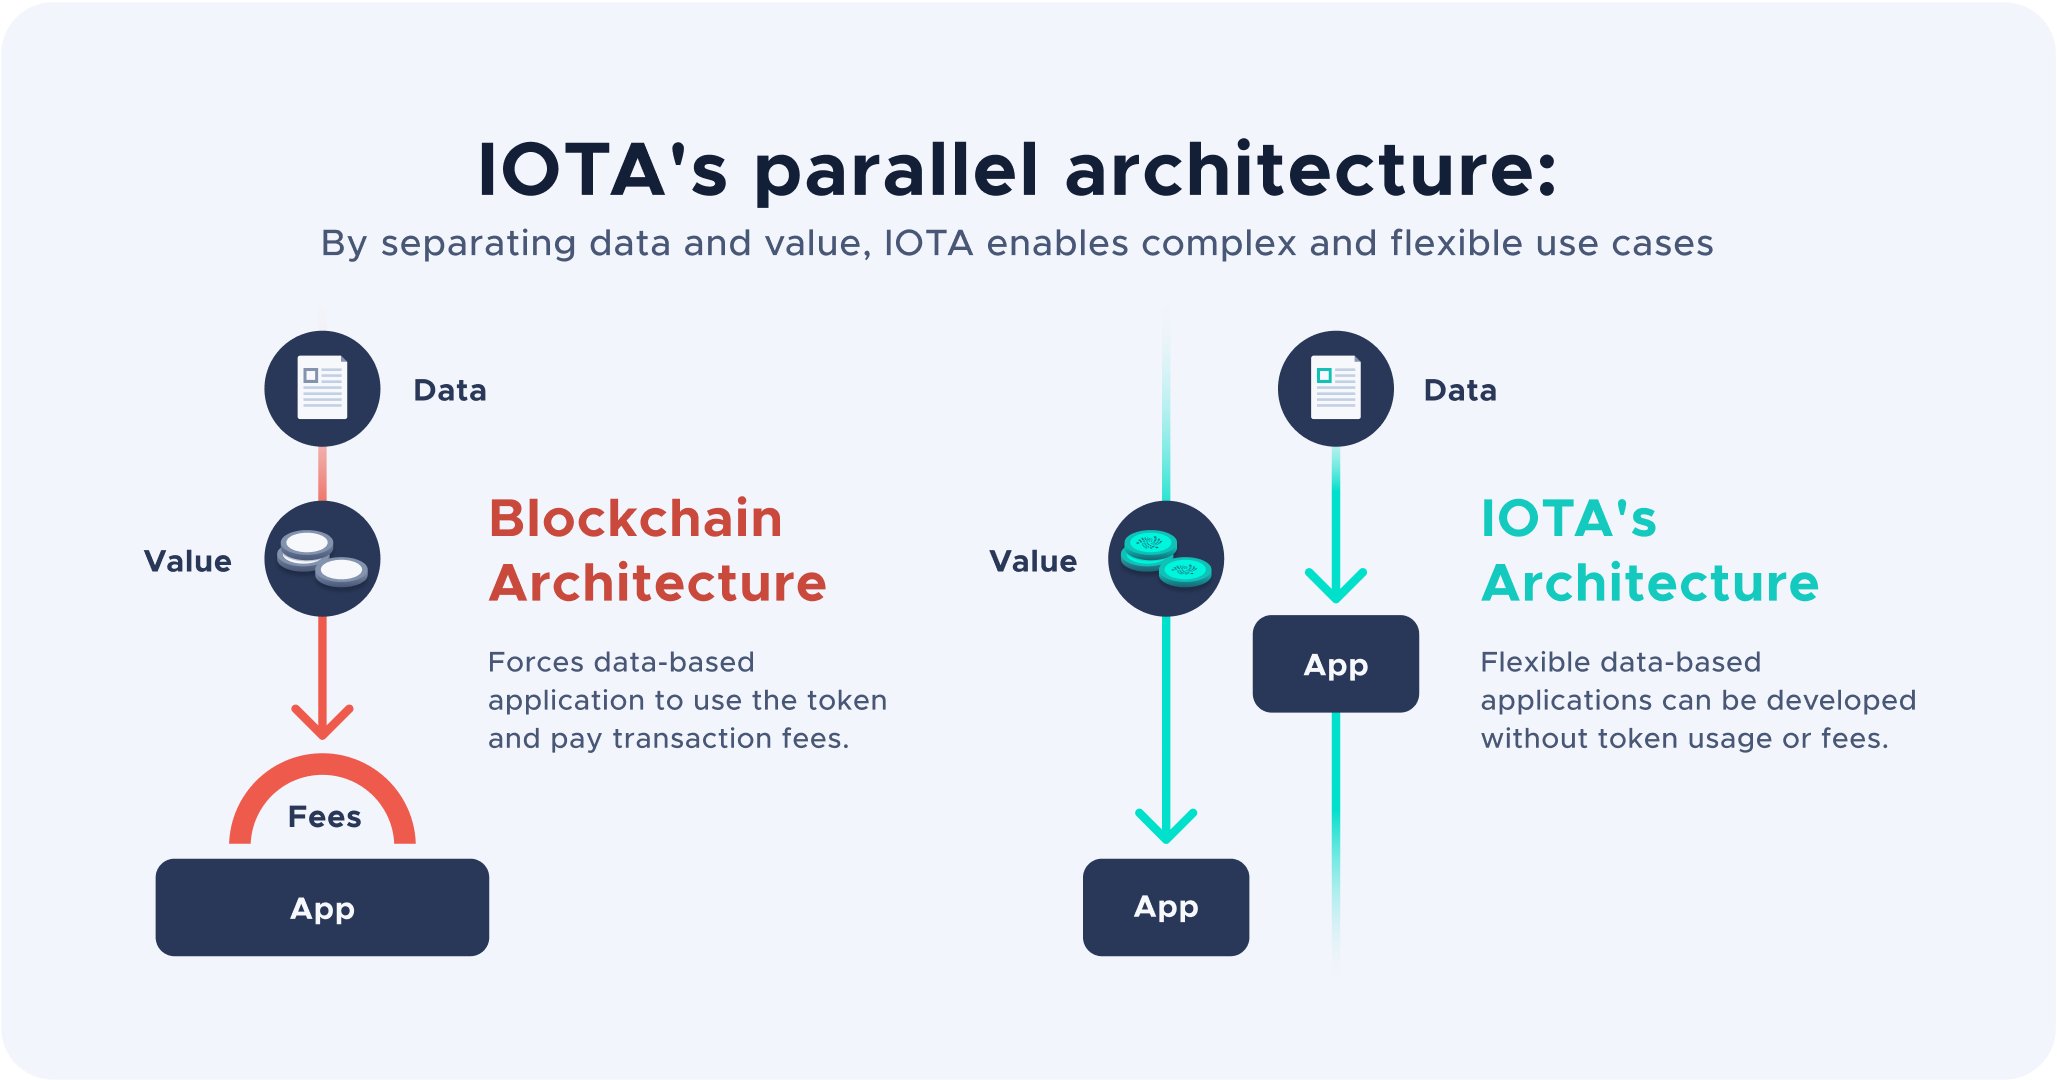 IOTA's parallel architecture:
By separating data and value, IOTA enables complex and flexible use cases
Data
Value
Blockchain
Architecture
Forces data-based
application to use the token
and pay transaction fees.
Fees
App
Data
Value
IOTA's
Architecture
App
Flexible data-based
applications can be developed
without token usage or fees.
App